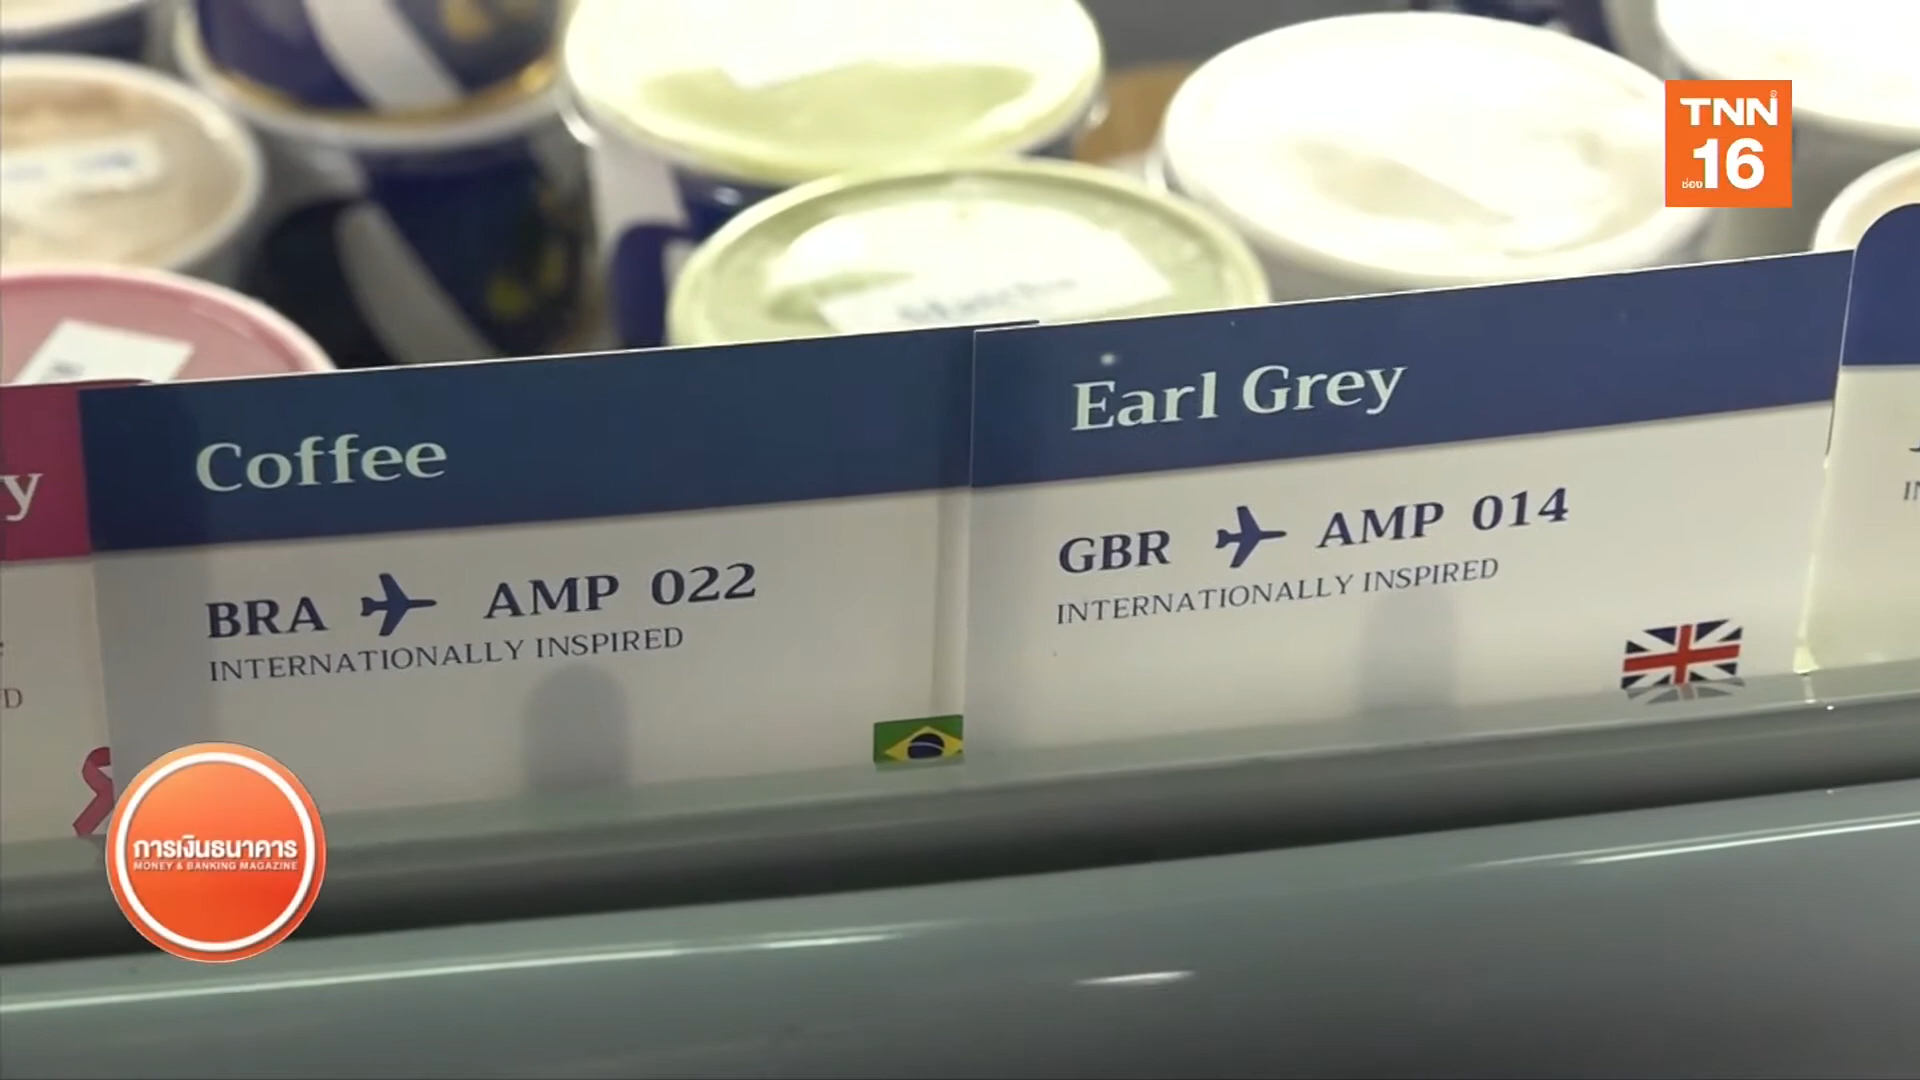 TNN
ช่อง 16
Matcha
Coffee
BRA AMP 022
INTERNATIONALLY INSPIRED
Earl Grey
GBR AMP 014
INTERNATIONALLY INSPIRED
การเงินธนาคาร
MONEY & BANKING MAGAZINE